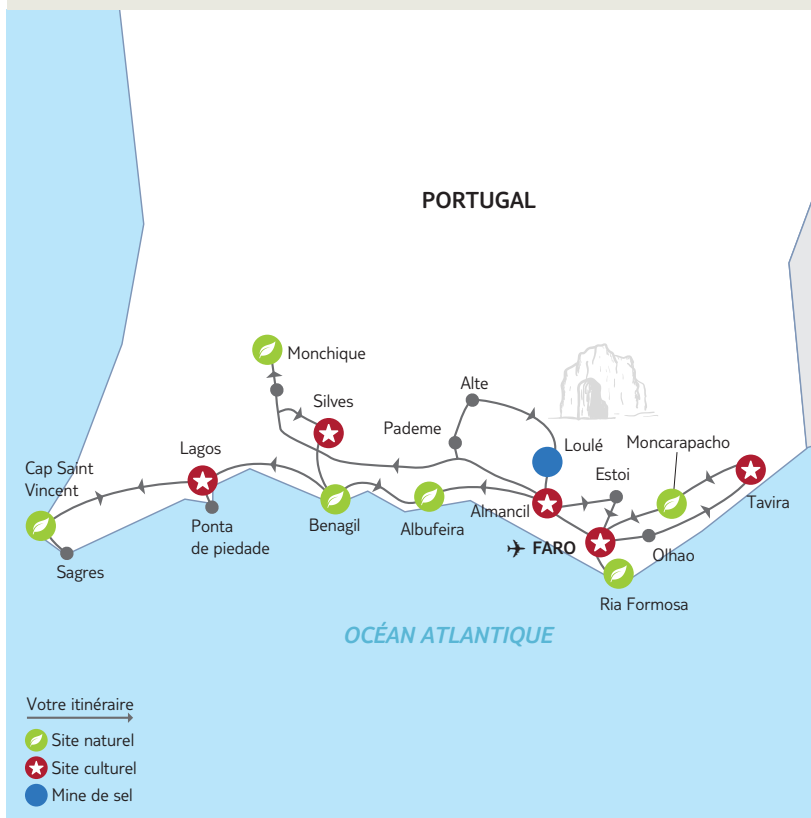 PORTUGAL
Monchique
Silves
Alte
Pademe
Loulé
Moncarapacho
Lagos
Estoi
Cap Saint
Vincent
Tavira
Ponta
de piedade
Benagil
Albufeira
Almancil
FARO
Olhao
Sagres
Ria Formosa
OCÉAN ATLANTIQUE
Votre itinéraire
Site naturel
Site culturel
Mine de sel